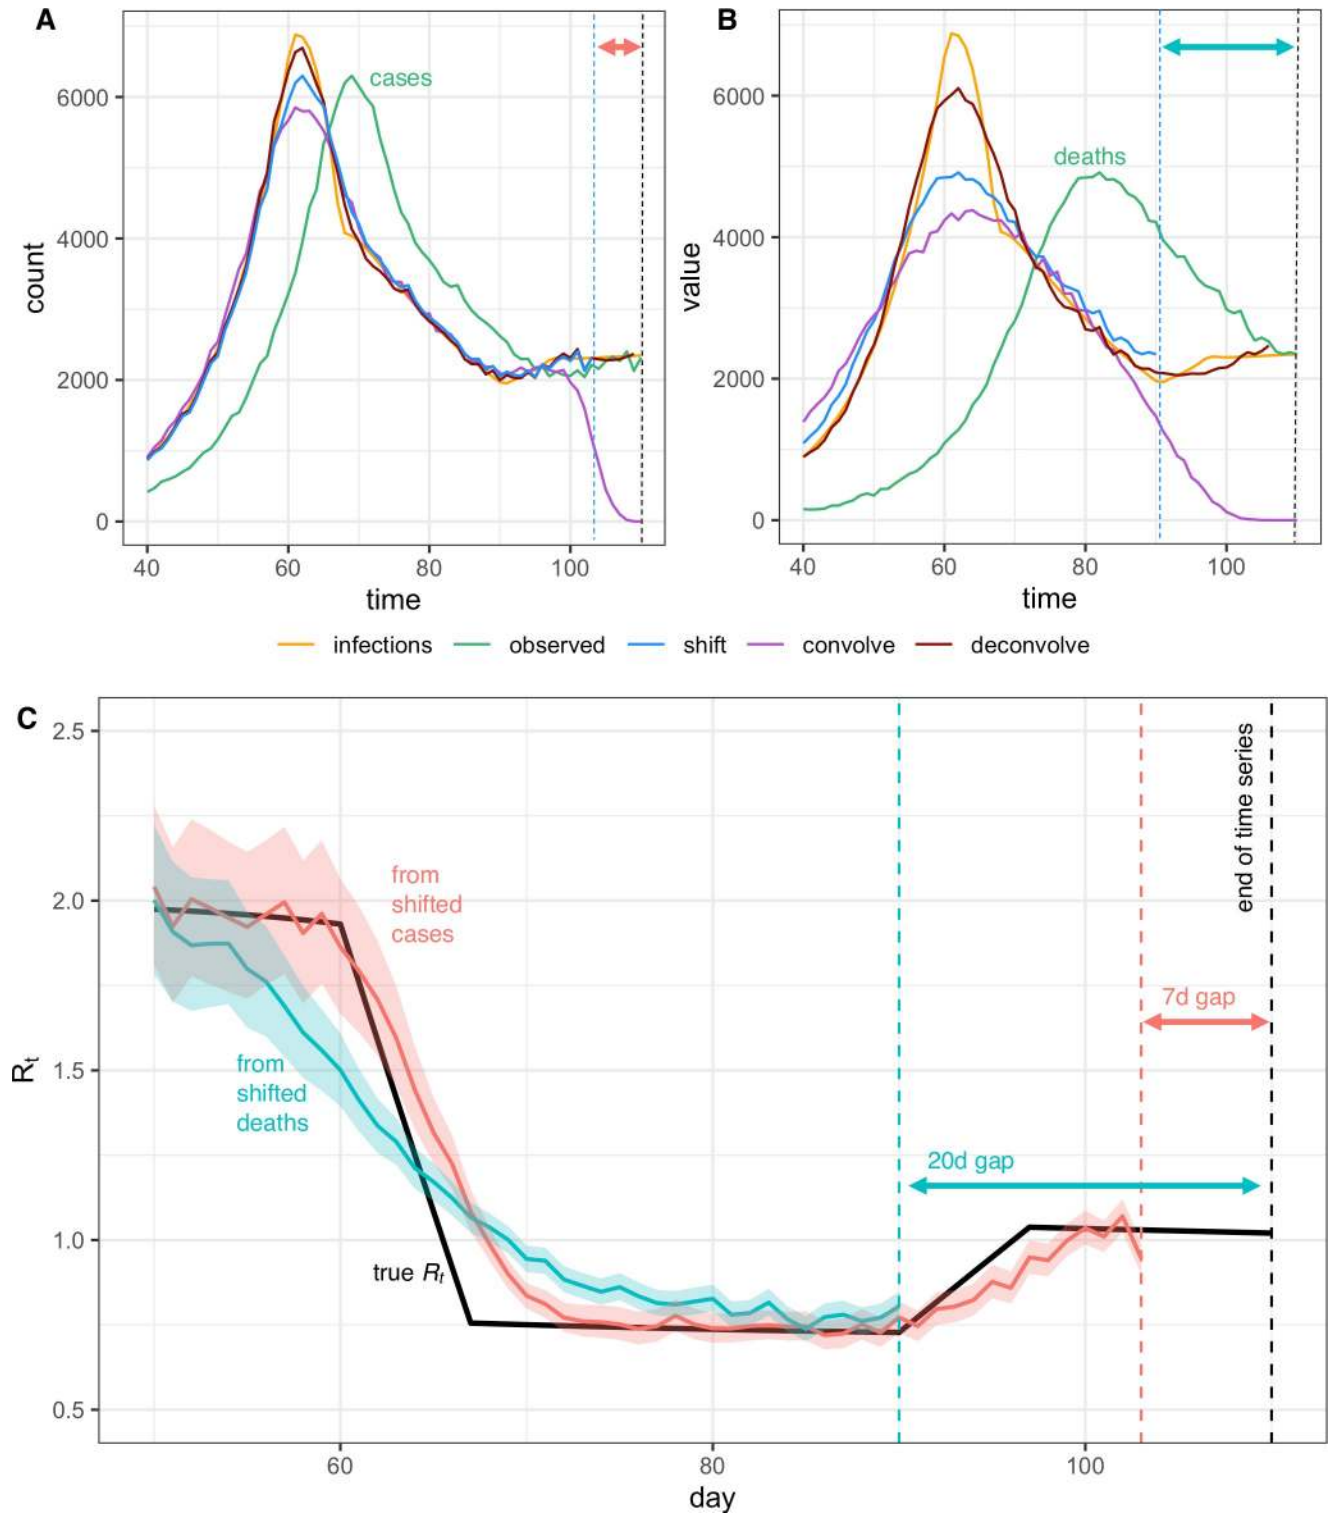 A
B
cases
deaths
6000
4000
2000
0
count
40
60
80
100
time
6000
4000
2000
0
value
40
60
80
100
time
infections
observed
shift
convolve
deconvolve
C
2.5
2.0
1.5
1.0
0.5
Rt
from
shifted
cases
from
shifted
deaths
true Rt
20d gap
7d gap
end of time series
60
80
100
day